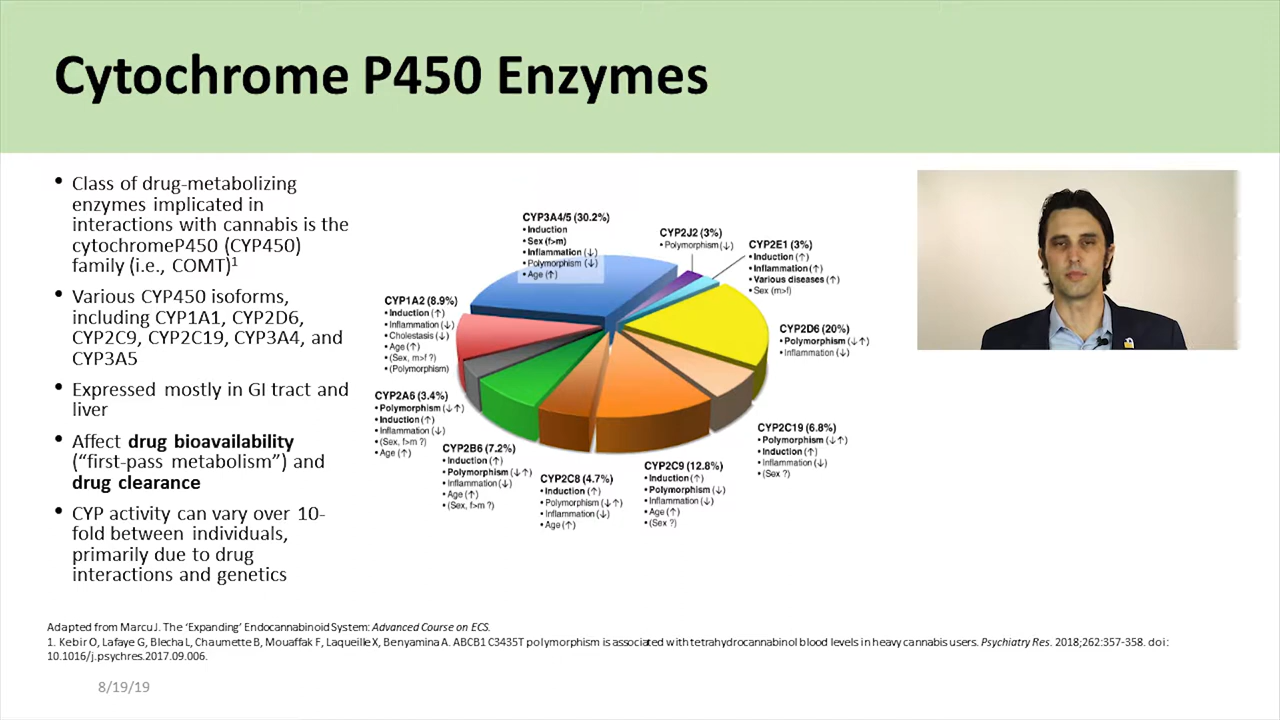 Cytochrome P450 Enzymes
• Class of drug-metabolizing
enzymes implicated in
interactions with cannabis is the
cytochromeP450 (CYP450)
family (i.e., COMT)1
• Various CYP450 isoforms,
including CYP1A1, CYP2D6,
CYP2C9, CYP2C19, CYP3A4, and
CYP3A5
• Expressed mostly in GI tract and
liver
• Affect drug bioavailability
(“first-pass metabolism”) and
drug clearance
• CYP activity can vary over 10-
fold between individuals,
primarily due to drug
interactions and genetics
CYP3A4/5 (30.2%)
• Induction
• Sex (f>m)
• Inflammation (↓)
• Polymorphism (↓)
• Age (↑)
CYP2J2 (3%)
• Polymorphism (↓)
CYP2E1 (3%)
• Induction (↑)
• Inflammation (↑)
• Various diseases (↑)
• Sex (m>f)
CYP2D6 (20%)
• Polymorphism (↓↑)
• Inflammation (↓)
CYP2C19 (6.8%)
• Polymorphism (↓↑)
• Induction (↑)
• Inflammation (↓)
• (Sex ?)
CYP2C9 (12.8%)
• Induction (↑)
• Polymorphism (↓)
• Inflammation (↓)
• Age (↑)
• (Sex ?)
CYP2C8 (4.7%)
• Induction (↑)
• Polymorphism (↓↑)
• Inflammation (↓)
• Age (↑)
CYP2B6 (7.2%)
• Induction (↑)
• Polymorphism (↓↑)
• Inflammation (↓)
• Age (↑)
• (Sex, f>m ?)
CYP2A6 (3.4%)
• Polymorphism (↓↑)
• Induction (↑)
• Inflammation (↓)
• (Sex, f>m ?)
• Age (↑)
CYP1A2 (8.9%)
• Induction (↑)
• Inflammation (↓)
• Cholestasis (↓)
• Age (↑)
• (Sex, m>f ?)
• (Polymorphism)
Adapted from Marcu J. The ‘Expanding’ Endocannabinoid System: Advanced Course on ECS.
1. Kebir O, Lafaye G, Blecha L, Chaumette B, Mouaffak F, Laqueille X, Benyamina A. ABCB1 C3435T polymorphism is associated with tetrahydrocannabinol blood levels in heavy cannabis users. Psychiatry Res. 2018;262:357-358. doi:
10.1016/j.psychres.2017.09.006.
8/19/19